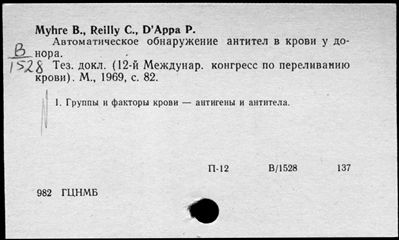 Myhre B., Reilly C., D'Appa P.
Автоматическое обнаружение антител в крови у до-
нора.
B
1528
Тез. докл. (12-й Междунар. конгресс по переливанию
крови). М., 1969, с. 82.
1. Группы и факторы крови — антигены и антитела.
П-12 В/1528 137
982 ГЦНМБ